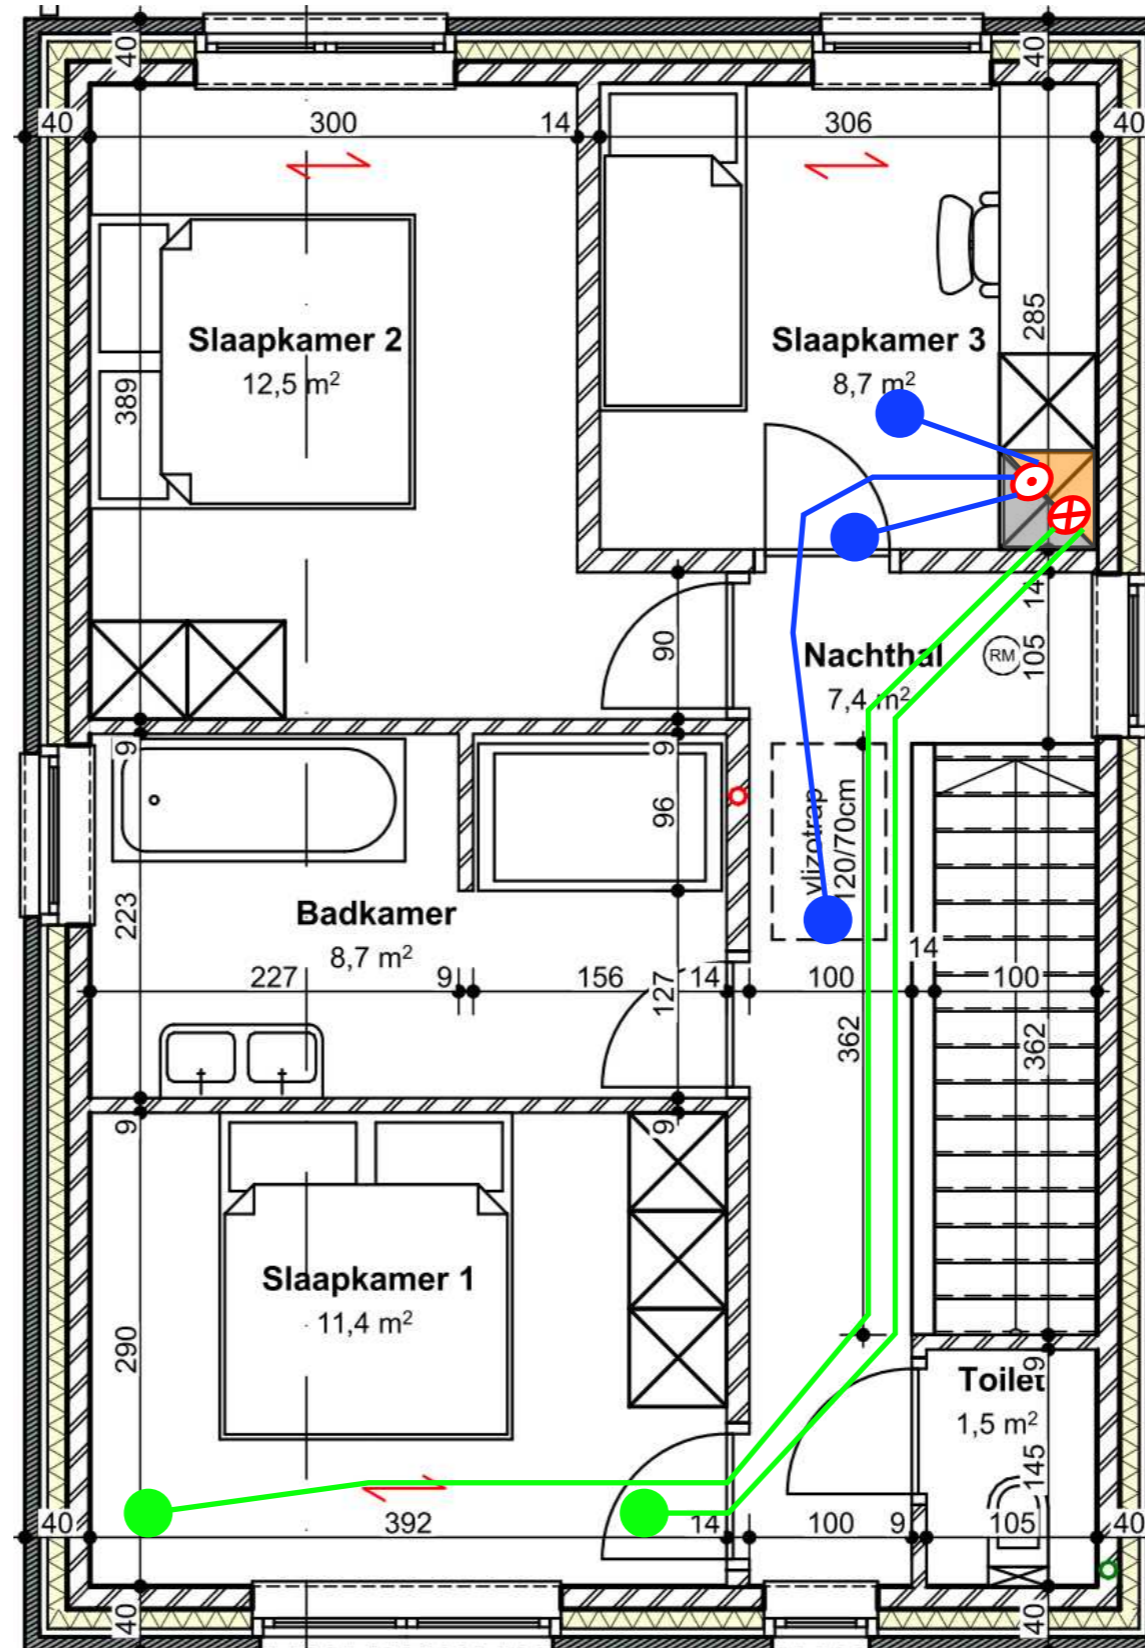 40
40
40
300
14
306
40
Slaapkamer 2
12,5 m²
389
Slaapkamer 3
8,7 m²
285
90
14
Nachthal
7,4 m²
RM
105
9
9
96
vlizotrap
120/70cm
223
Badkamer
8,7 m²
227
9
156
14
127
100
14
100
362
362
9
9
Slaapkamer 1
11,4 m²
290
9
Toilet
1,5 m²
145
40
392
14
100
9
105
40
40
40